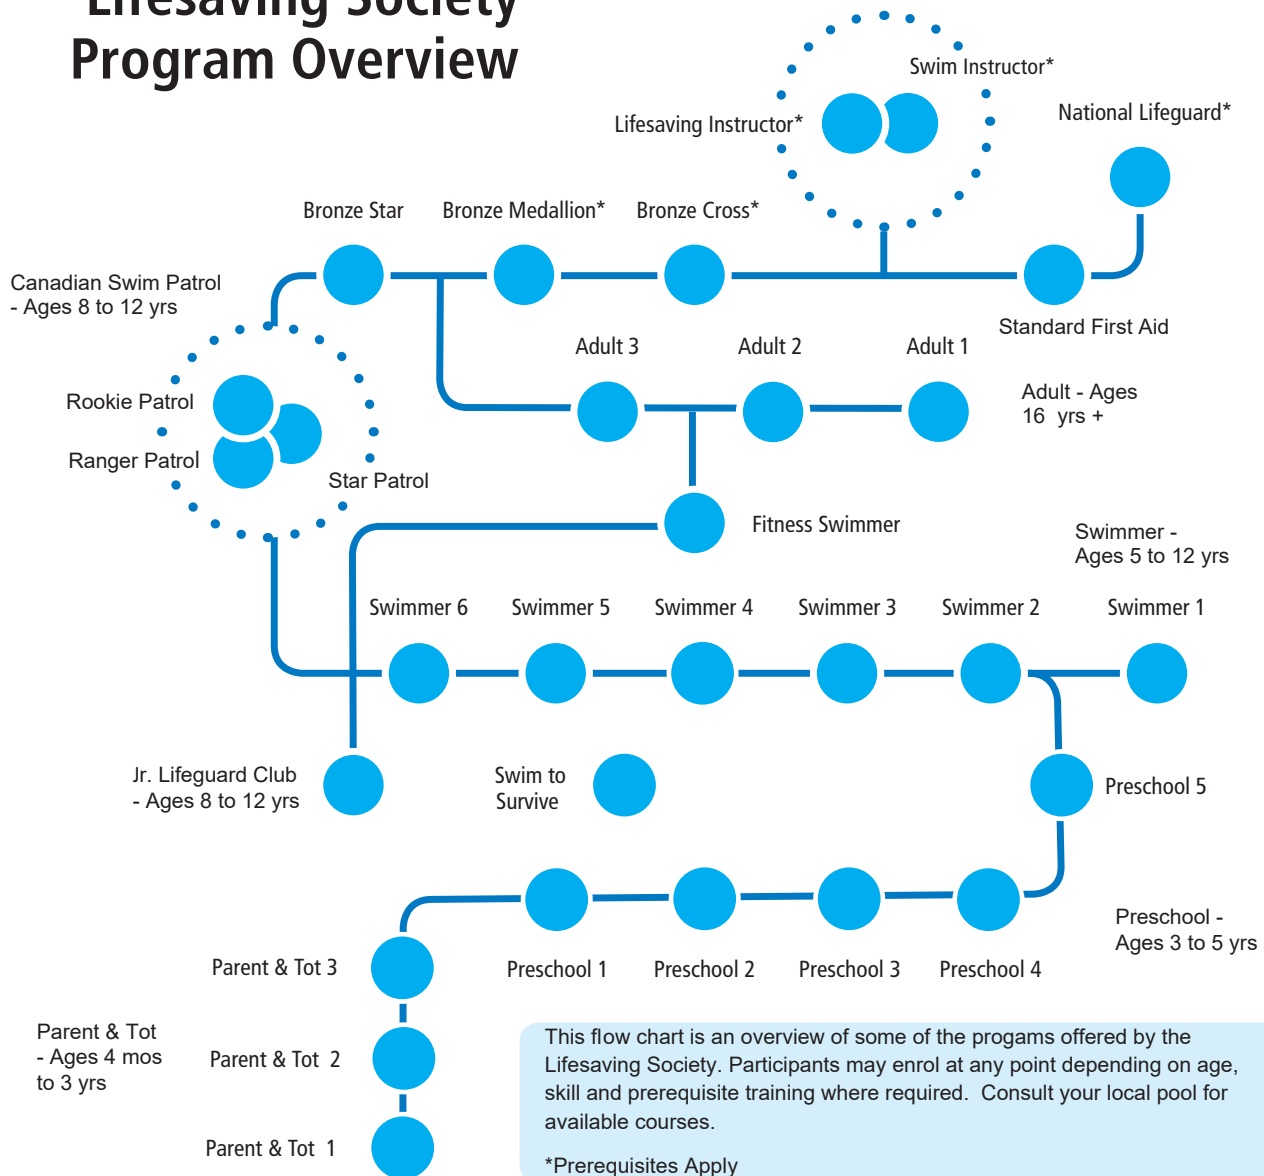 Lifesaving Society
Program Overview
Swim Instructor*
Lifesaving Instructor*
National Lifeguard*
Bronze Star
Bronze Medallion*
Bronze Cross*
Canadian Swim Patrol
- Ages 8 to 12 yrs
Standard First Aid
Adult 3
Adult 2
Adult 1
Adult - Ages
16 yrs +
Rookie Patrol
Ranger Patrol
Star Patrol
Fitness Swimmer
Swimmer -
Ages 5 to 12 yrs
Swimmer 6
Swimmer 5
Swimmer 4
Swimmer 3
Swimmer 2
Swimmer 1
Jr. Lifeguard Club
- Ages 8 to 12 yrs
Swim to
Survive
Preschool 5
Preschool -
Ages 3 to 5 yrs
Parent & Tot 3
Preschool 1
Preschool 2
Preschool 3
Preschool 4
Parent & Tot
- Ages 4 mos
to 3 yrs
Parent & Tot 2
Parent & Tot 1
This flow chart is an overview of some of the progams offered by the
Lifesaving Society. Participants may enrol at any point depending on age,
skill and prerequisite training where required. Consult your local pool for
available courses.
*Prerequisites Apply